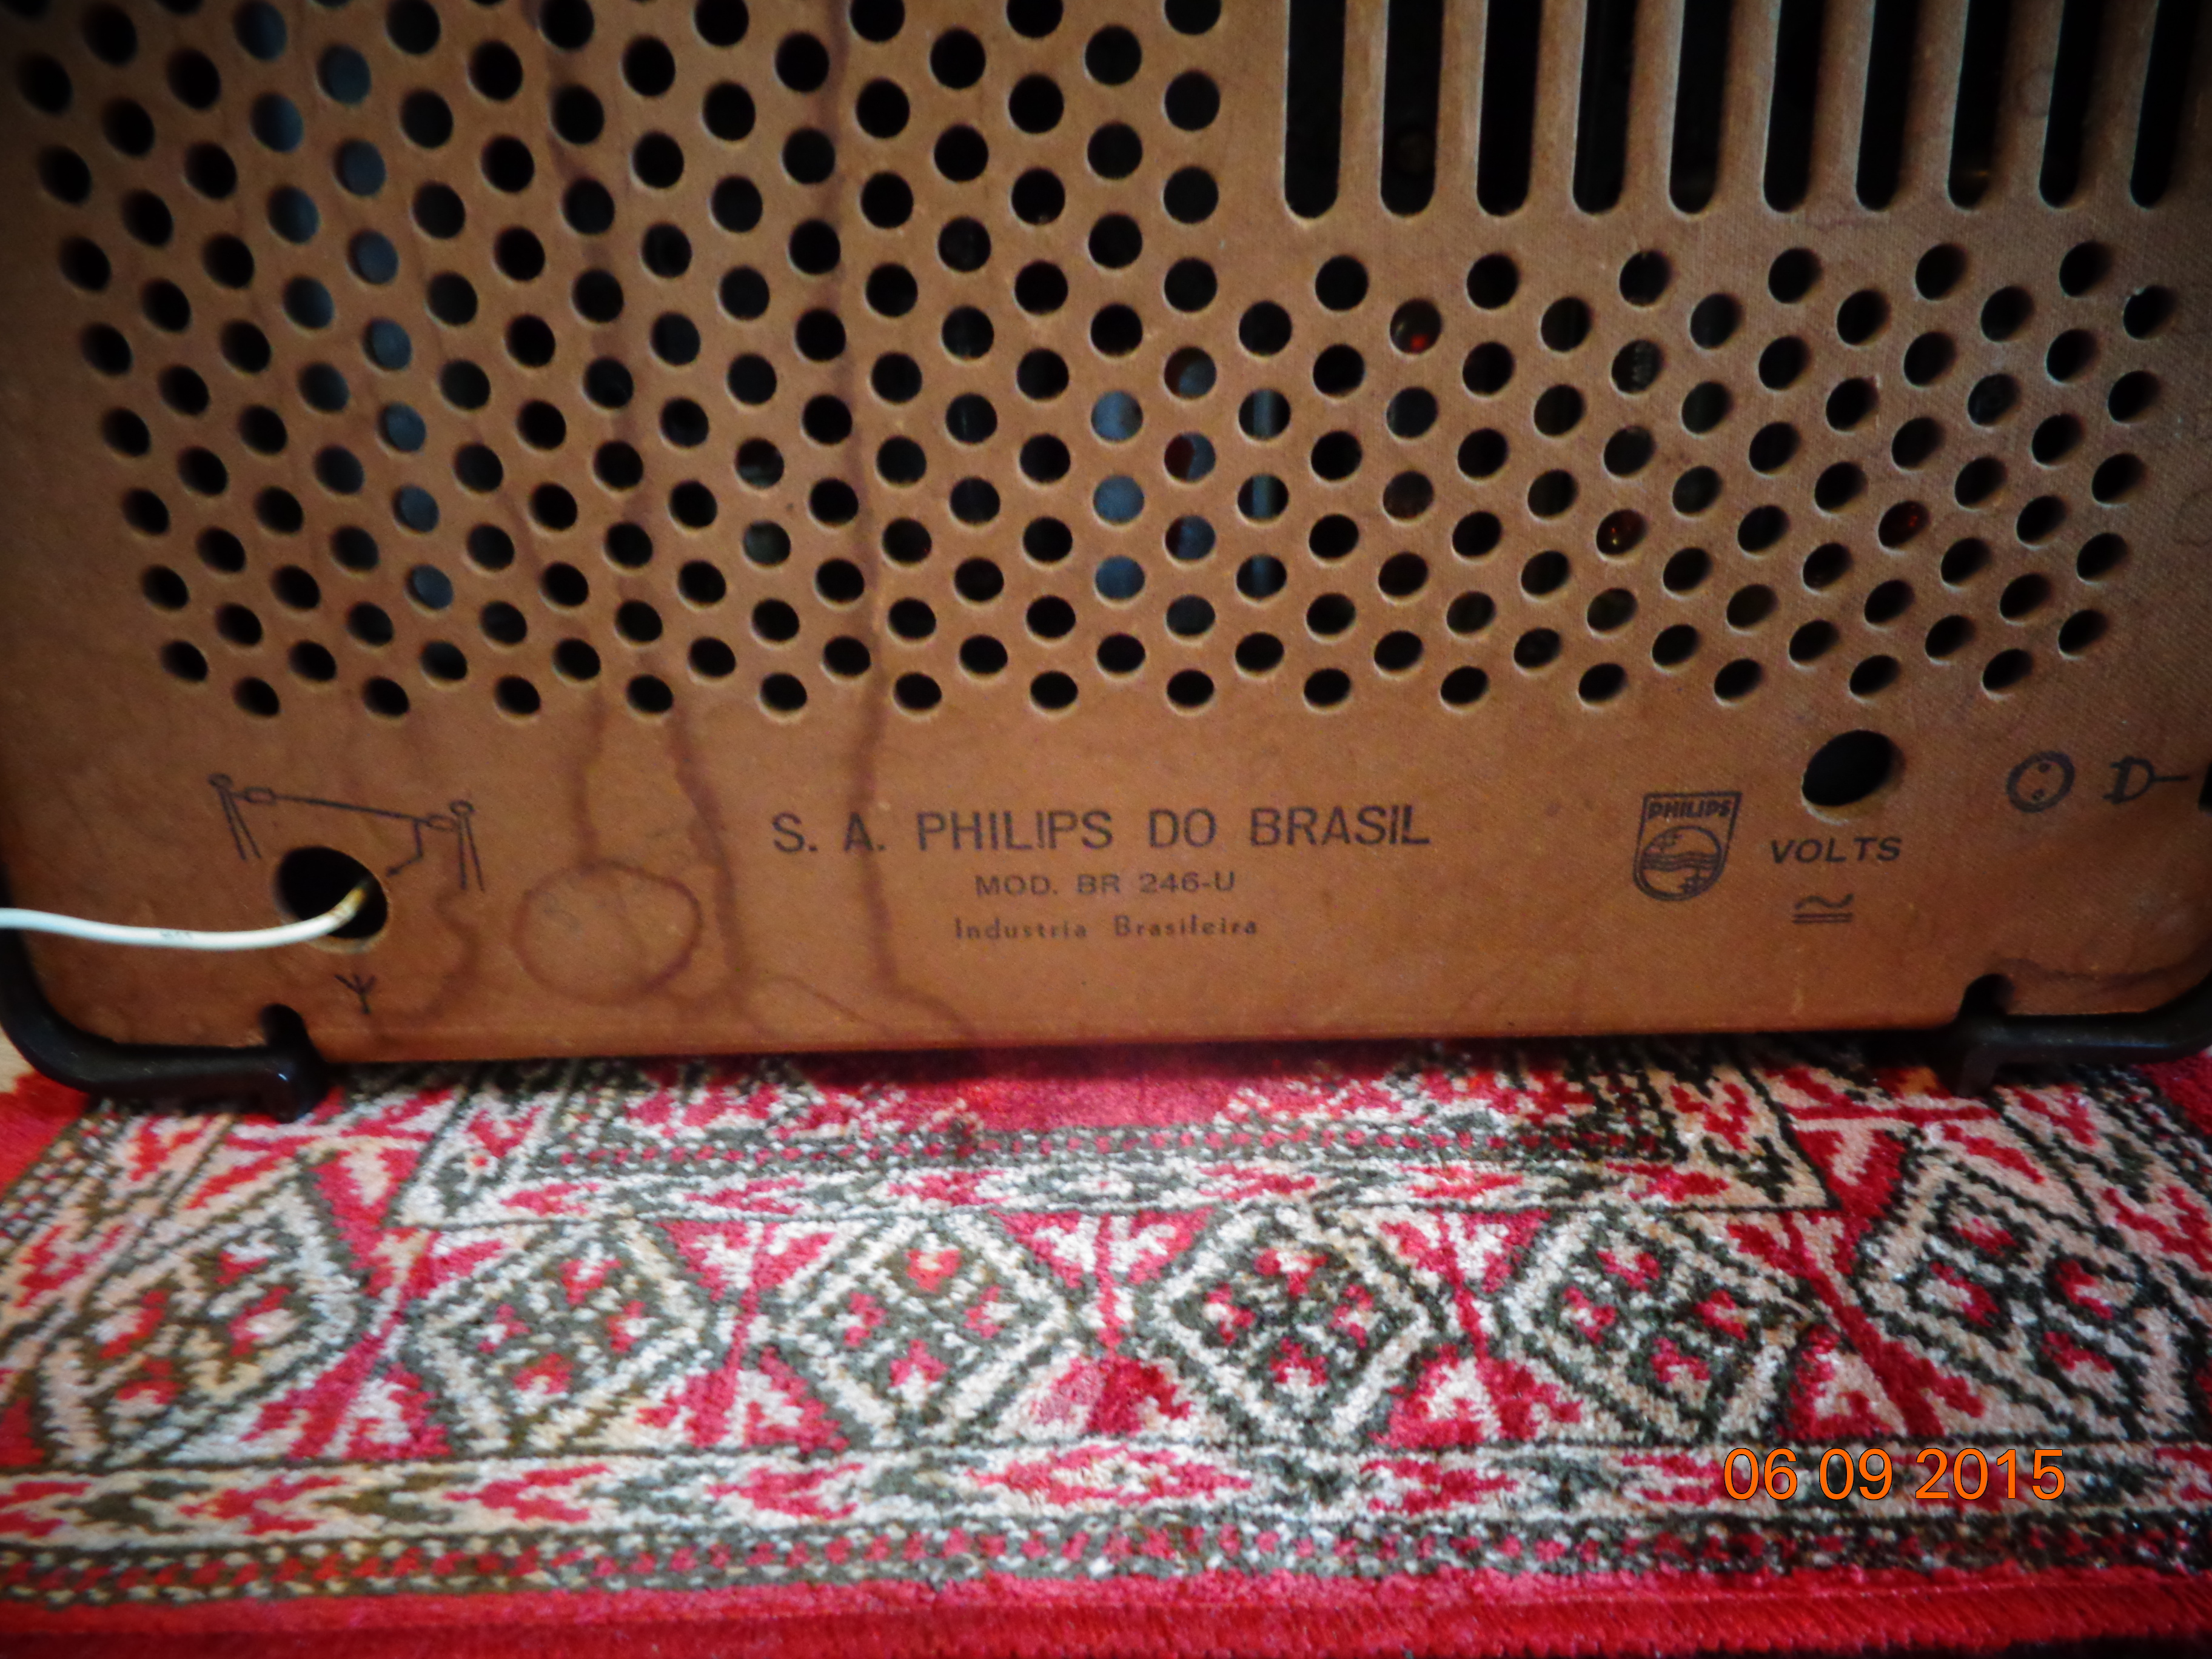 S. A. PHILIPS DO BRASIL
MOD. BR 246-U
Industria Brasileira
PHILIPS
VOLTS
06 09 2015